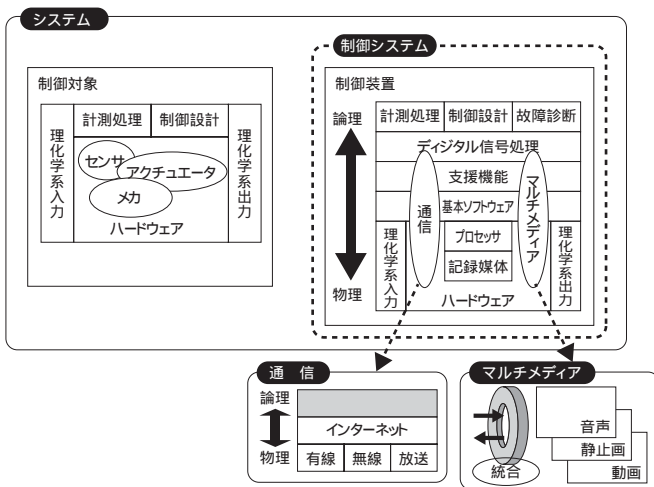 システム
制御対象
計測処理
制御設計
理化学系入力
センサ
アクチュエータ
メカ
ハードウェア
理化学系出力
制御システム
制御装置
論理
物理
計測処理
制御設計
故障診断
ディジタル信号処理
支援機能
基本ソフトウェア
プロセッサ
記録媒体
通信
マルチメディア
理化学系入力
ハードウェア
理化学系出力
通 信
論理
物理
インターネット
有線
無線
放送
マルチメディア
統合
音声
静止画
動画